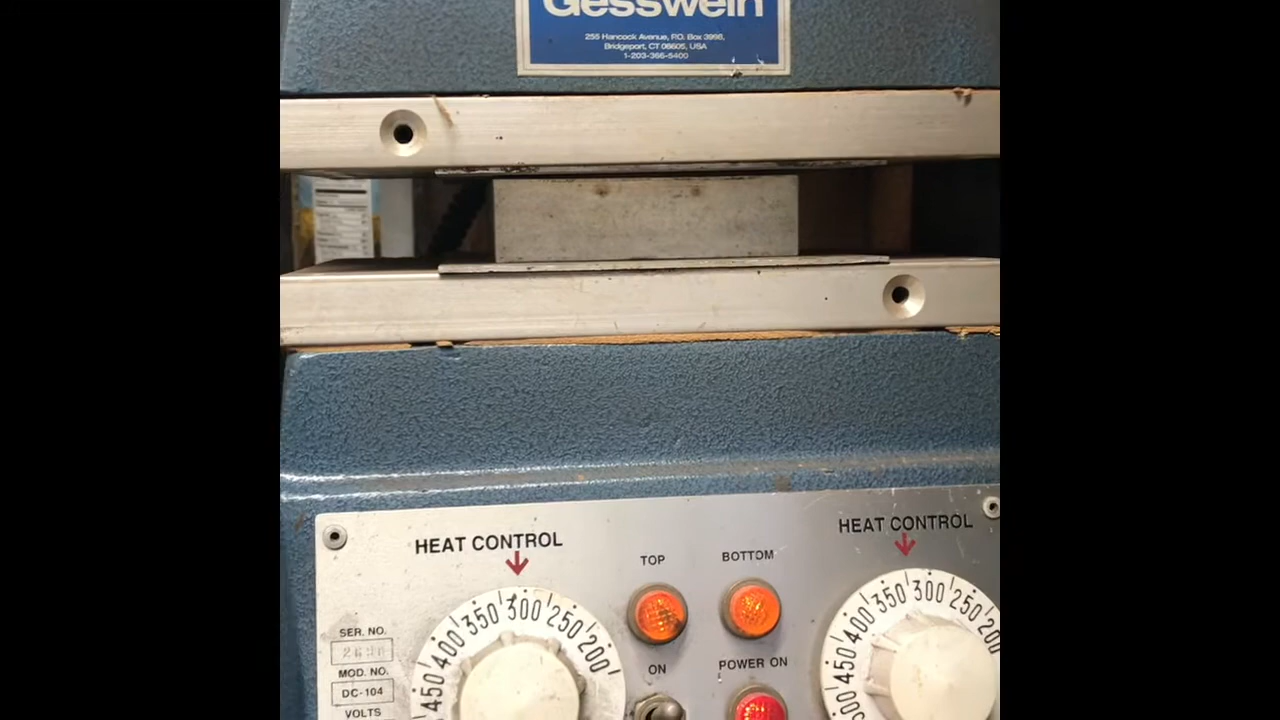 Gesswein
255 Hancock Avenue, P.O. Box 3998,
Bridgeport, CT 06605, USA
1-203-366-5400
HEAT CONTROL
HEAT CONTROL
TOP
BOTTOM
450 400 350 300 250 200
450 400 350 300 250 200
SER. NO.
MOD. NO.
DC-104
VOLTS
ON
POWER ON